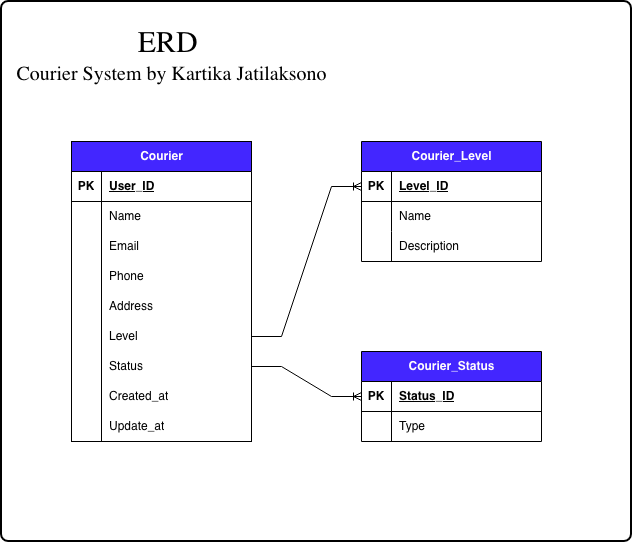 ERD
Courier System by Kartika Jatilaksono
Courier
PK User_ID
Name
Email
Phone
Address
Level
Status
Created_at
Update_at
Courier_Level
PK Level_ID
Name
Description
Courier_Status
PK Status_ID
Type